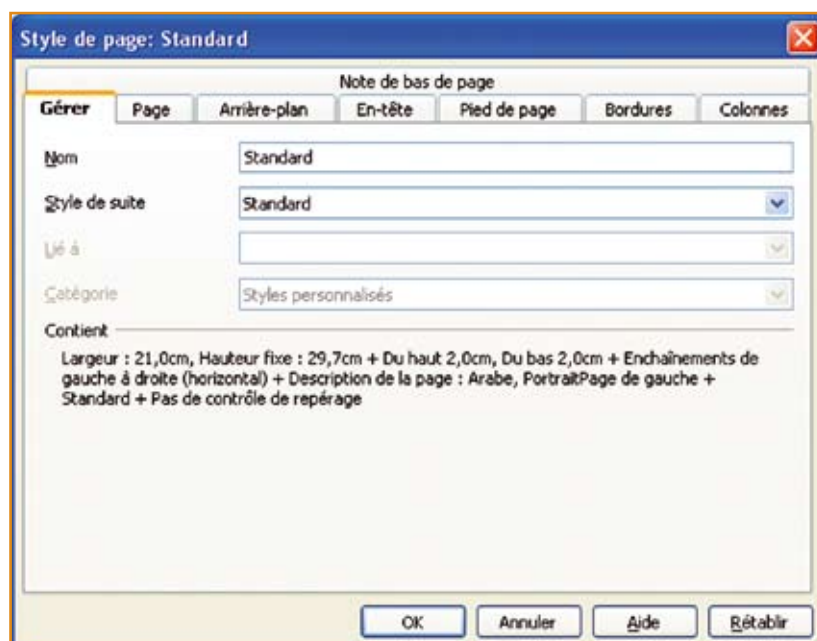 Style de page: Standard
Note de bas de page
Gérer Page Arrière-plan En-tête Pied de page Bordures Colonnes
Nom Standard
Style de suite Standard
Lié à
Catégorie Styles personnalisés
Contient
Largeur : 21,0cm, Hauteur fixe : 29,7cm + Du haut 2,0cm, Du bas 2,0cm + Enchaînements de
gauche à droite (horizontal) + Description de la page : Arabe, PortraitPage de gauche +
Standard + Pas de contrôle de repérage
OK Annuler Aide Rétablir